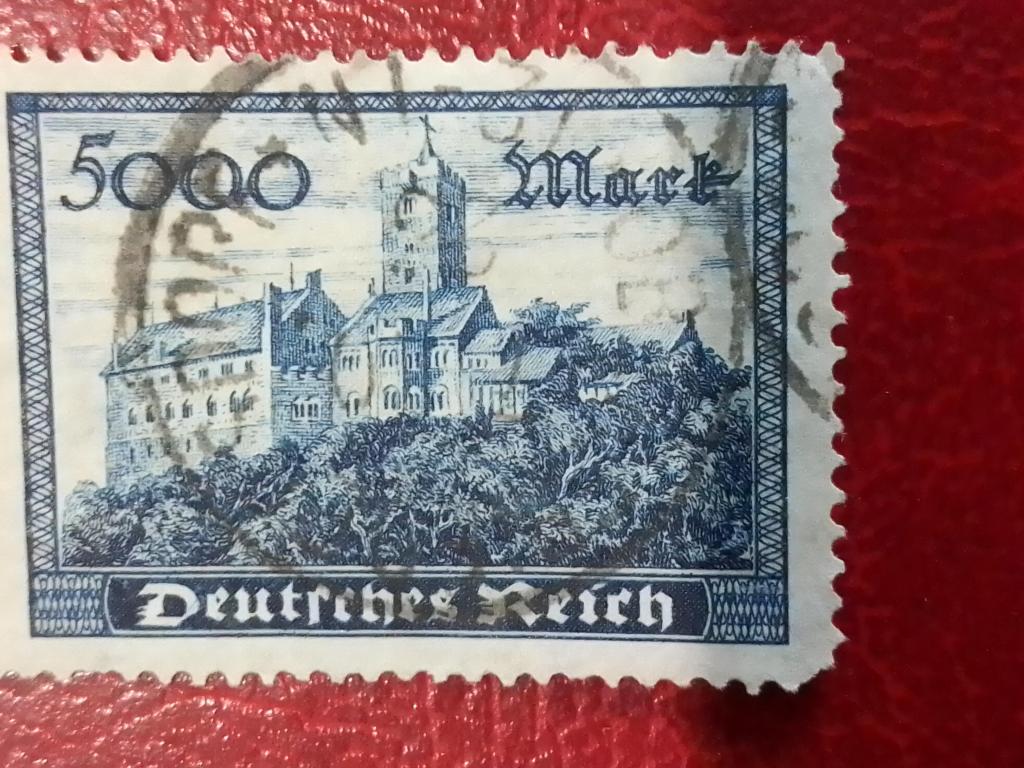 5000 Mark
Deutsches Reich